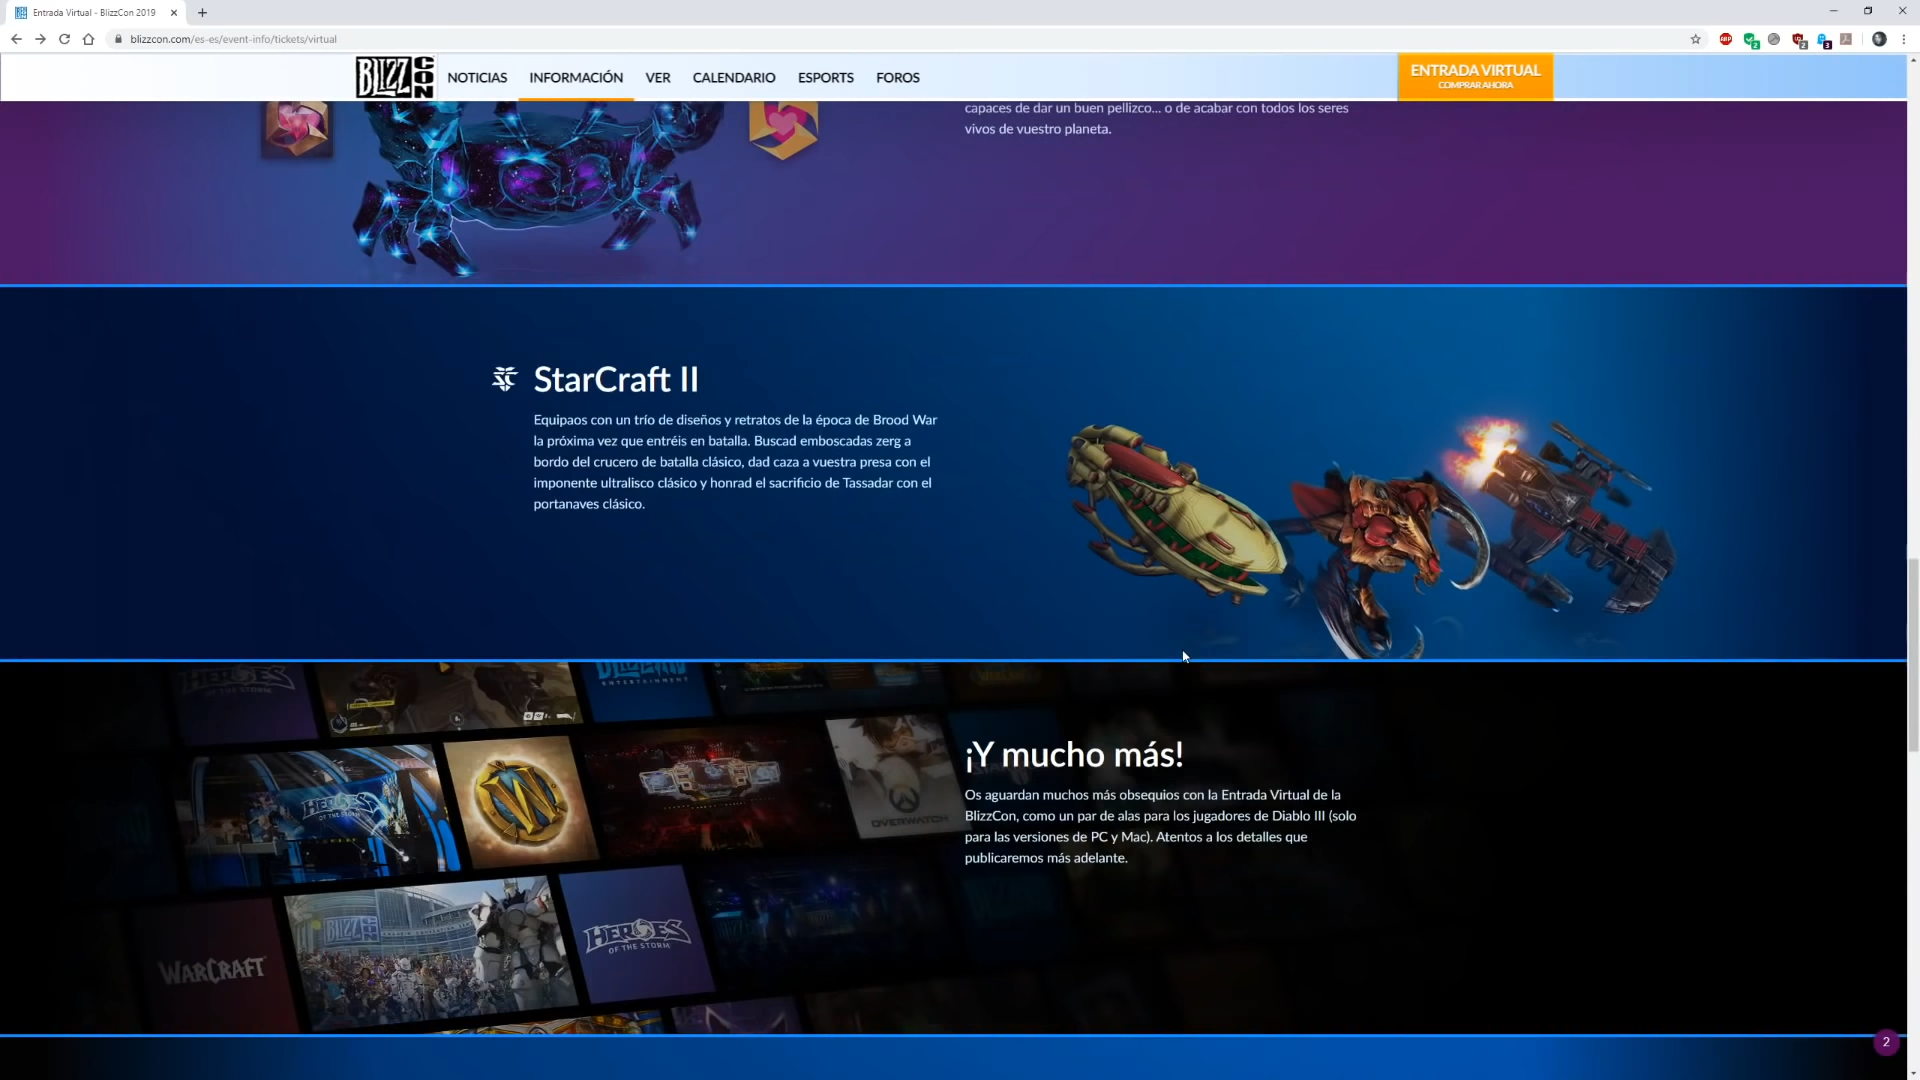 Entrada Virtual - BlizzCon 2019
blizzcon.com/es-es/event-info/tickets/virtual
BLIZZCON
NOTICIAS
INFORMACIÓN
VER
CALENDARIO
ESPORTS
FOROS
ENTRADA VIRTUAL
COMPRAR AHORA
capaces de dar un buen pellizco... o de acabar con todos los seres
vivos de vuestro planeta.
StarCraft II
Equipaos con un trío de diseños y retratos de la época de Brood War
la próxima vez que entréis en batalla. Buscad emboscadas zerg a
bordo del crucero de batalla clásico, dad caza a vuestra presa con el
imponente ultralisco clásico y honrad el sacrificio de Tassadar con el
portanaves clásico.
HEROES
OF THE STORM
ENTERTAINMENT
¡Y mucho más!
Os aguardan muchos más obsequios con la Entrada Virtual de la
BlizzCon, como un par de alas para los jugadores de Diablo III (solo
para las versiones de PC y Mac). Atentos a los detalles que
publicaremos más adelante.
HEROES
OF THE STORM
OVERWATCH
WARCRAFT
BLIZZCON
HEROES
OF THE STORM
2